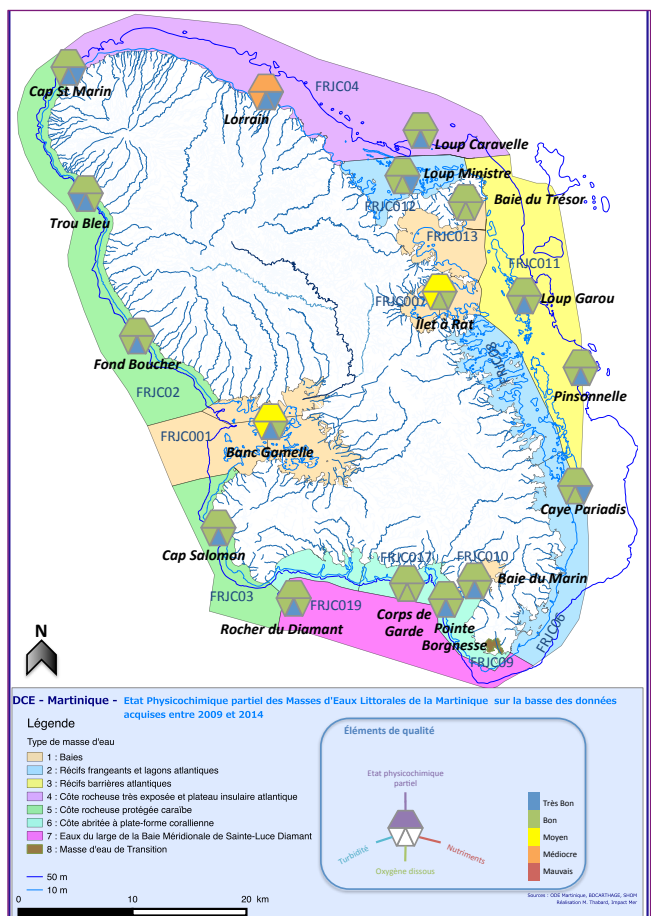 FRJC04
Cap St Marin
Lorrain
Loup Caravelle
Loup Ministre
FRJC012
Baie du Trésor
Trou Bleu
FRJC013
FRJC011
FRJC002
Loup Garou
Ilet à Rat
Fond Boucher
FRJC08
Pinsonnelle
FRJC02
FRJC001
Banc Gamelle
Caye Pariadis
Cap Salomon
FRJC017
FRJC010
Baie du Marin
FRJC03
FRJC019
Rocher du Diamant
Corps de
Garde
Pointe
Borgnesse
FRJC06
FRJC09
N
DCE - Martinique - Etat Physicochimique partiel des Masses d'Eaux Littorales de la Martinique sur la basse des données
acquises entre 2009 et 2014
Légende
Type de masse d'eau
1 : Baies
2 : Récifs frangeants et lagons atlantiques
3 : Récifs barrières atlantiques
4 : Côte rocheuse très exposée et plateau insulaire atlantique
5 : Côte rocheuse protégée caraïbe
6 : Côte abritée à plate-forme corallienne
7 : Eaux du large de la Baie Méridionale de Sainte-Luce Diamant
8 : Masse d'eau de Transition
50 m
10 m
0 10 20 km
Éléments de qualité
Etat physicochimique
partiel
Turbidité
Nutriments
Oxygène dissous
Très Bon
Bon
Moyen
Médiocre
Mauvais
Sources : ODE Martinique, BDCARTHAGE, SHOM
Réalisation M. Thabard, Impact Mer